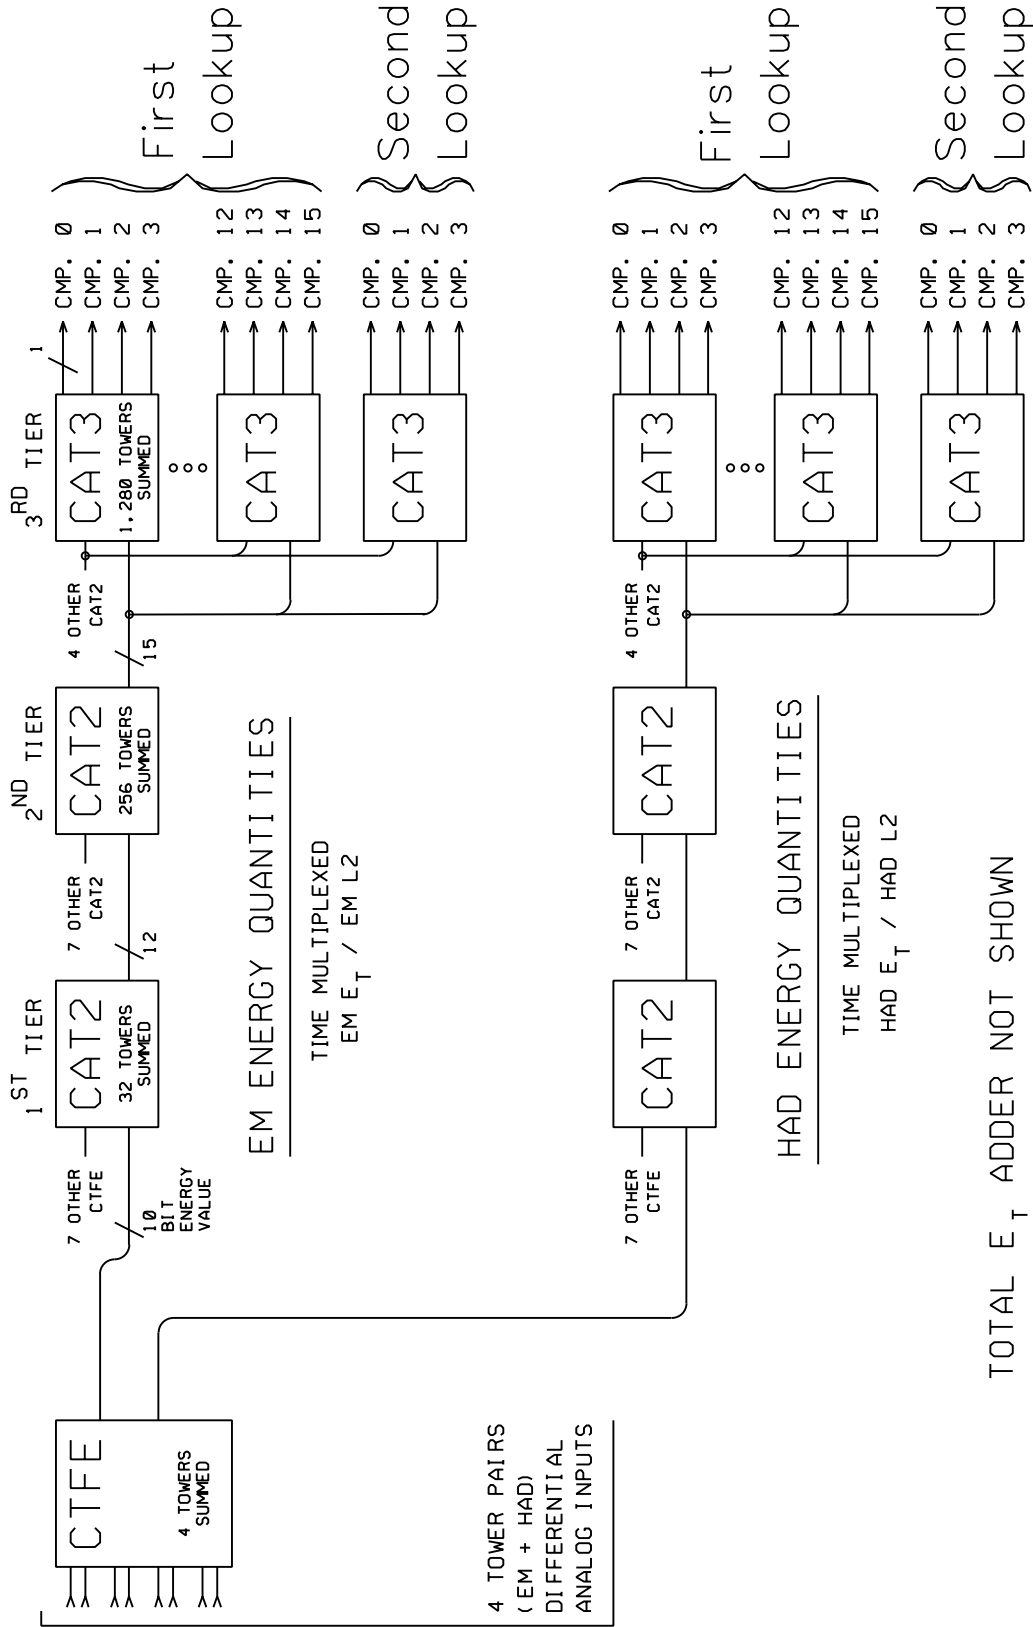 1ST TIER
2ND TIER
3RD TIER
CTFE
4 TOWERS
SUMMED
7 OTHER
CTFE
10
BIT
ENERGY
VALUE
CAT2
32 TOWERS
SUMMED
7 OTHER
CAT2
12
CAT2
256 TOWERS
SUMMED
15
4 OTHER
CAT2
CAT3
1,280 TOWERS
SUMMED
1
CMP. 0
CMP. 1
CMP. 2
CMP. 3
CAT3
CMP. 12
CMP. 13
CMP. 14
CMP. 15
First
Lookup
CAT3
CMP. 0
CMP. 1
CMP. 2
CMP. 3
Second
Lookup
EM ENERGY QUANTITIES
TIME MULTIPLEXED
EM ET / EM L2
4 TOWER PAIRS
(EM + HAD)
DIFFERENTIAL
ANALOG INPUTS
7 OTHER
CTFE
CAT2
7 OTHER
CAT2
CAT2
4 OTHER
CAT2
CAT3
CMP. 0
CMP. 1
CMP. 2
CMP. 3
CAT3
CMP. 12
CMP. 13
CMP. 14
CMP. 15
First
Lookup
CAT3
CMP. 0
CMP. 1
CMP. 2
CMP. 3
Second
Lookup
HAD ENERGY QUANTITIES
TIME MULTIPLEXED
HAD ET / HAD L2
TOTAL ET ADDER NOT SHOWN